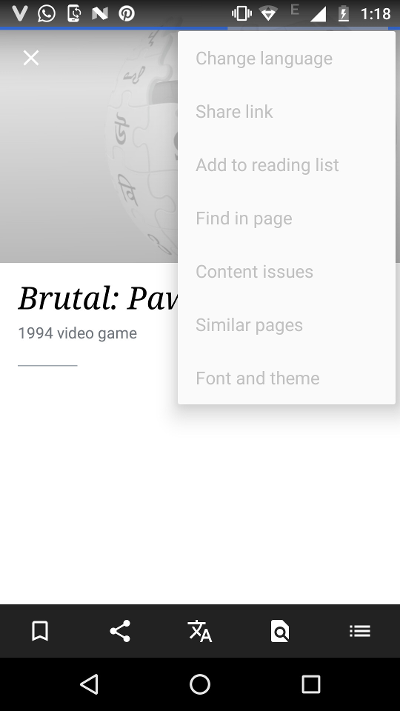 E
1:18
Change language
Share link
Add to reading list
Find in page
Content issues
Similar pages
Font and theme
Brutal:
1994 video game